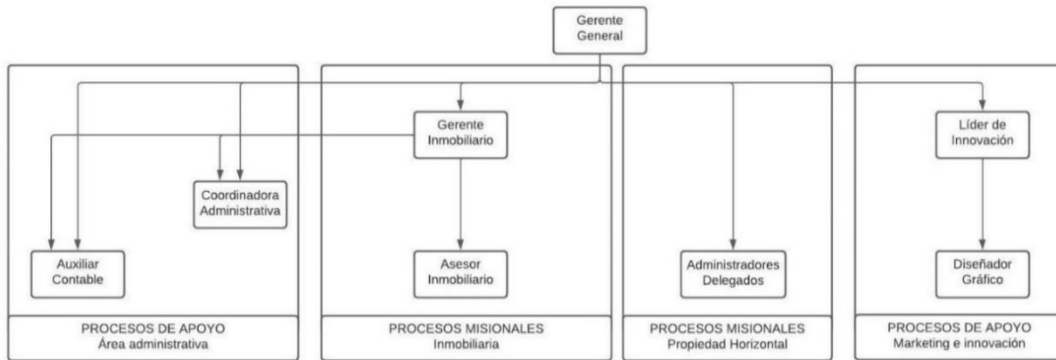 Gerente
General
Gerente
Inmobiliario
Líder de
Innovación
Coordinadora
Administrativa
Auxiliar
Contable
Asesor
Inmobiliario
Administradores
Delegados
Diseñador
Gráfico
PROCESOS DE APOYO
Área administrativa
PROCESOS MISIONALES
Inmobiliaria
PROCESOS MISIONALES
Propiedad Horizontal
PROCESOS DE APOYO
Marketing e innovación